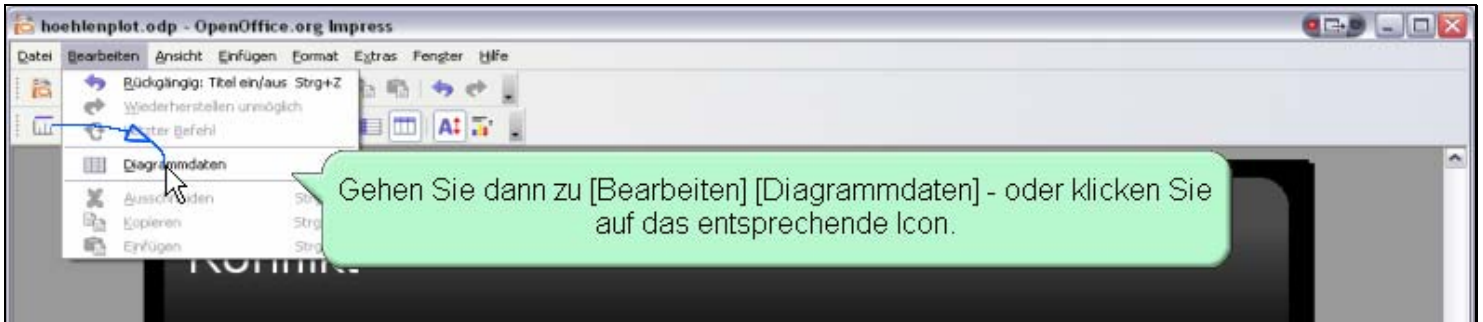 hoehlenplot.odp - OpenOffice.org Impress
Datei Bearbeiten Ansicht Einfügen Format Extras Fenster Hilfe
Rückgängig: Titel ein/aus Strg+Z
Wiederherstellen unmöglich
Letzter Befehl
Diagrammdaten
Ausschneiden
Kopieren
Einfügen
Gehen Sie dann zu [Bearbeiten] [Diagrammdaten] - oder klicken Sie
auf das entsprechende Icon.